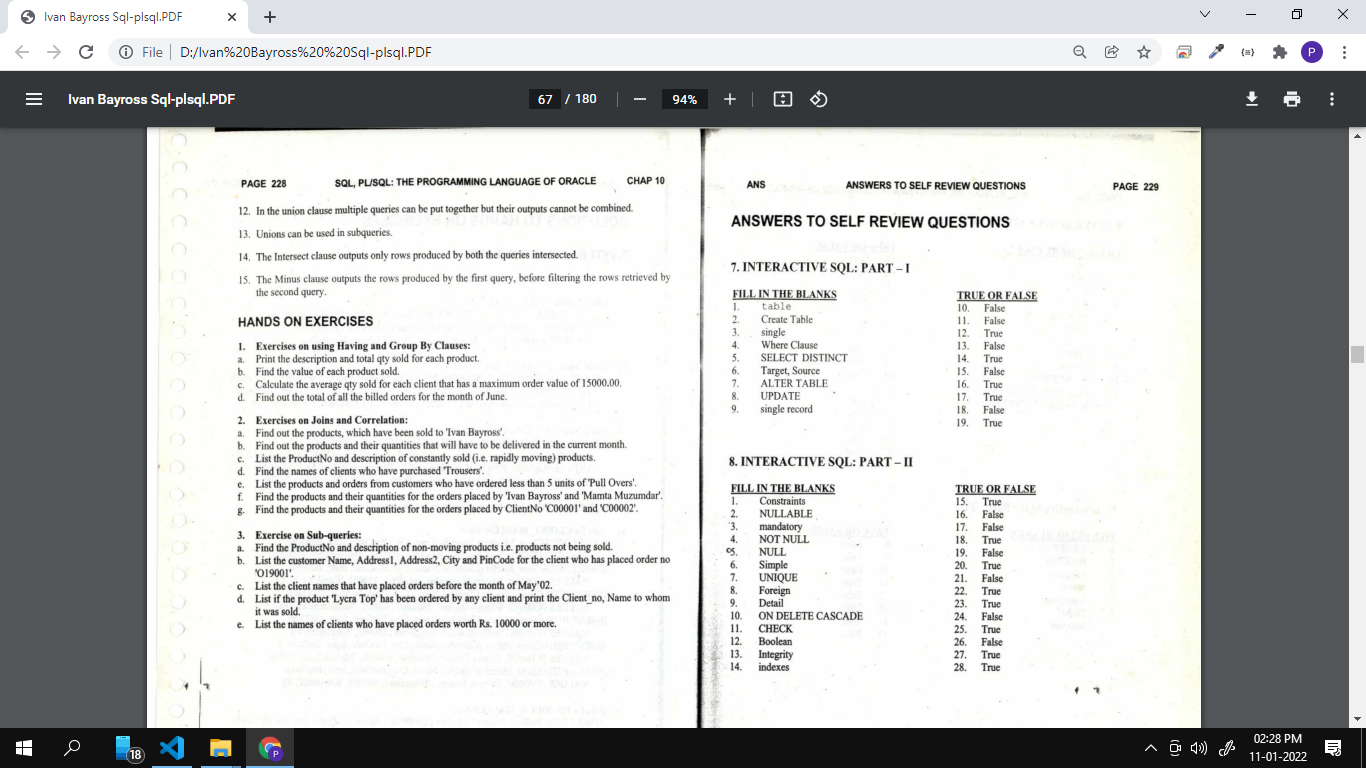 Ivan Bayross Sql-plsql.PDF
File | D:/Ivan%20Bayross%20%20Sql-plsql.PDF
P
Ivan Bayross Sql-plsql.PDF
67 / 180
94%
PAGE 228 SQL, PL/SQL: THE PROGRAMMING LANGUAGE OF ORACLE CHAP 10
12. In the union clause multiple queries can be put together but their outputs cannot be combined.
13. Unions can be used in subqueries.
14. The Intersect clause outputs only rows produced by both the queries intersected.
15. The Minus clause outputs the rows produced by the first query, before filtering the rows retrieved by
the second query.
HANDS ON EXERCISES
1. Exercises on using Having and Group By Clauses:
a. Print the description and total qty sold for each product.
b. Find the value of each product sold.
c. Calculate the average qty sold for each client that has a maximum order value of 15000.00.
d. Find out the total of all the billed orders for the month of June.
2. Exercises on Joins and Correlation:
a. Find out the products, which have been sold to 'Ivan Bayross'.
b. Find out the products and their quantities that will have to be delivered in the current month.
c. List the ProductNo and description of constantly sold (i.e. rapidly moving) products.
d. Find the names of clients who have purchased 'Trousers'.
e. List the products and orders from customers who have ordered less than 5 units of 'Pull Overs'.
f. Find the products and their quantities for the orders placed by 'Ivan Bayross' and 'Mamta Muzumdar'.
g. Find the products and their quantities for the orders placed by ClientNo 'C00001' and 'C00002'.
3. Exercise on Sub-queries:
a. Find the ProductNo and description of non-moving products i.e. products not being sold.
b. List the customer Name, Address1, Address2, City and PinCode for the client who has placed order no
'O19001'.
c. List the client names that have placed orders before the month of May'02.
d. List if the product 'Lycra Top' has been ordered by any client and print the Client_no, Name to whom
it was sold.
e. List the names of clients who have placed orders worth Rs. 10000 or more.
ANS ANSWERS TO SELF REVIEW QUESTIONS PAGE 229
ANSWERS TO SELF REVIEW QUESTIONS
7. INTERACTIVE SQL: PART – I
FILL IN THE BLANKS
1. table
2. Create Table
3. single
4. Where Clause
5. SELECT DISTINCT
6. Target, Source
7. ALTER TABLE
8. UPDATE
9. single record
TRUE OR FALSE
10. False
11. False
12. True
13. False
14. True
15. False
16. True
17. True
18. False
19. True
8. INTERACTIVE SQL: PART – II
FILL IN THE BLANKS
1. Constraints
2. NULLABLE
3. mandatory
4. NOT NULL
5. NULL
6. Simple
7. UNIQUE
8. Foreign
9. Detail
10. ON DELETE CASCADE
11. CHECK
12. Boolean
13. Integrity
14. indexes
TRUE OR FALSE
15. True
16. False
17. False
18. True
19. False
20. True
21. False
22. True
23. True
24. False
25. True
26. False
27. True
28. True
18
P
02:28 PM
11-01-2022